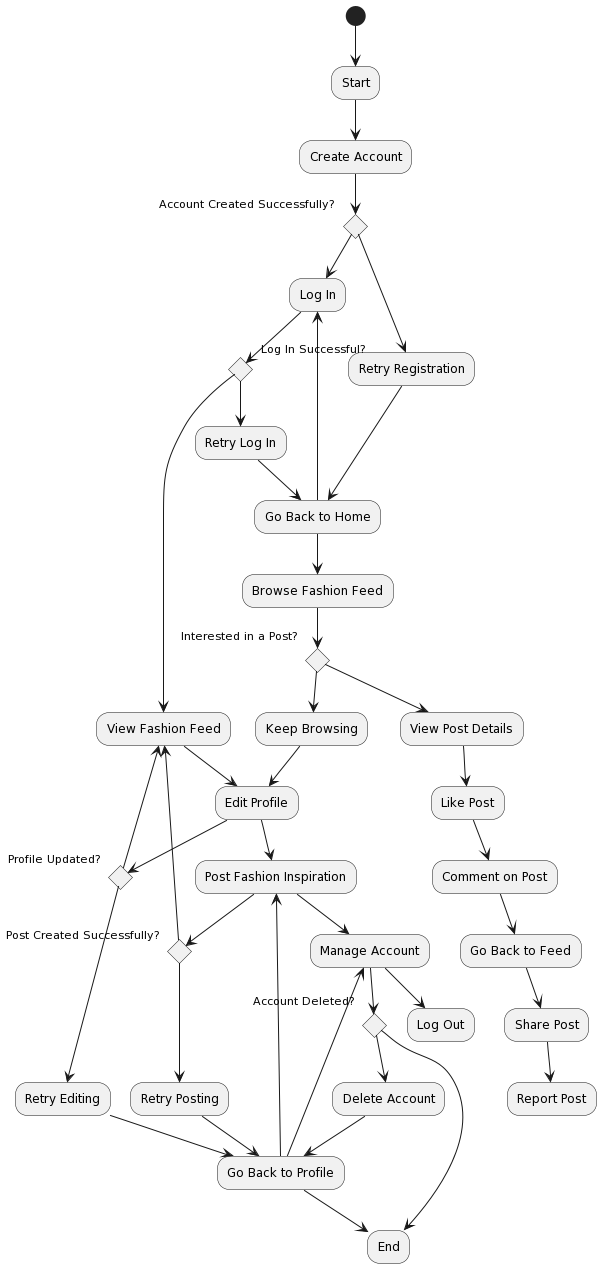 Start
Create Account
Account Created Successfully?
Log In
Log In Successful?
Retry Registration
Retry Log In
Go Back to Home
Browse Fashion Feed
Interested in a Post?
View Fashion Feed
Keep Browsing
View Post Details
Edit Profile
Like Post
Profile Updated?
Post Fashion Inspiration
Comment on Post
Post Created Successfully?
Manage Account
Go Back to Feed
Account Deleted?
Log Out
Share Post
Retry Editing
Retry Posting
Delete Account
Report Post
Go Back to Profile
End